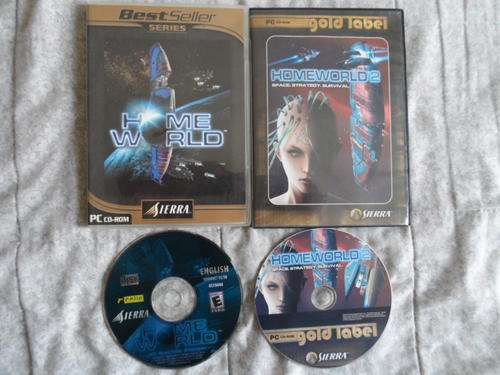 BestSeller
SERIES
HOME
WORLD™
SIERRA
PC CD-ROM
PC CD-ROM
gold label
HOMEWORLD 2
SPACE. STRATEGY. SURVIVAL.
SIERRA
ENGLISH
SIERRA
HOME
WORLD
E
HOMEWORLD 2
SPACE. STRATEGY. SURVIVAL.
PC CD-ROM
gold label
SIERRA